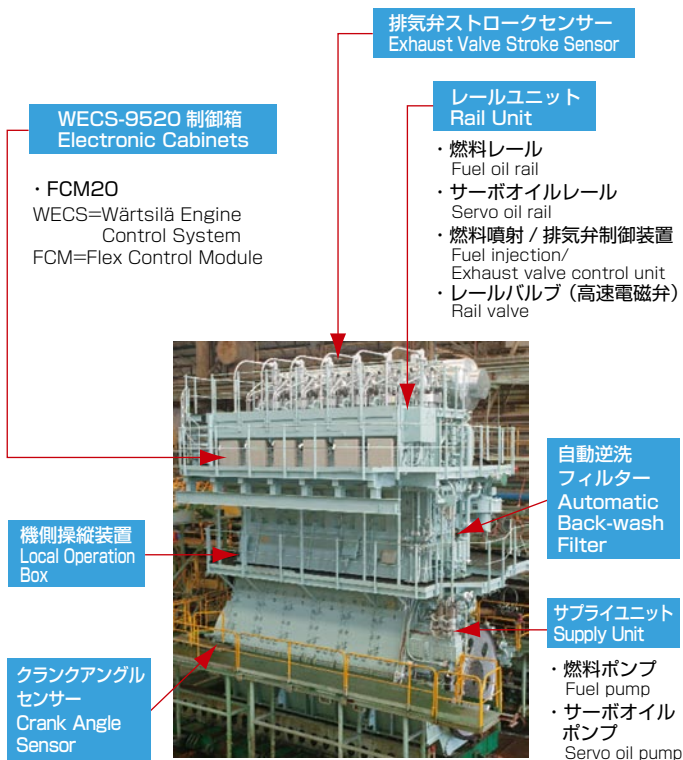 排気弁ストロークセンサー
Exhaust Valve Stroke Sensor
WECS-9520 制御箱
Electronic Cabinets
・FCM20
WECS=Wärtsilä Engine
Control System
FCM=Flex Control Module
レールユニット
Rail Unit
・燃料レール
Fuel oil rail
・サーボオイルレール
Servo oil rail
・燃料噴射 / 排気弁制御装置
Fuel injection/
Exhaust valve control unit
・レールバルブ（高速電磁弁）
Rail valve
自動逆洗
フィルター
Automatic
Back-wash
Filter
機側操縦装置
Local Operation
Box
サプライユニット
Supply Unit
・燃料ポンプ
Fuel pump
・サーボオイル
ポンプ
Servo oil pump
クランクアングル
センサー
Crank Angle
Sensor